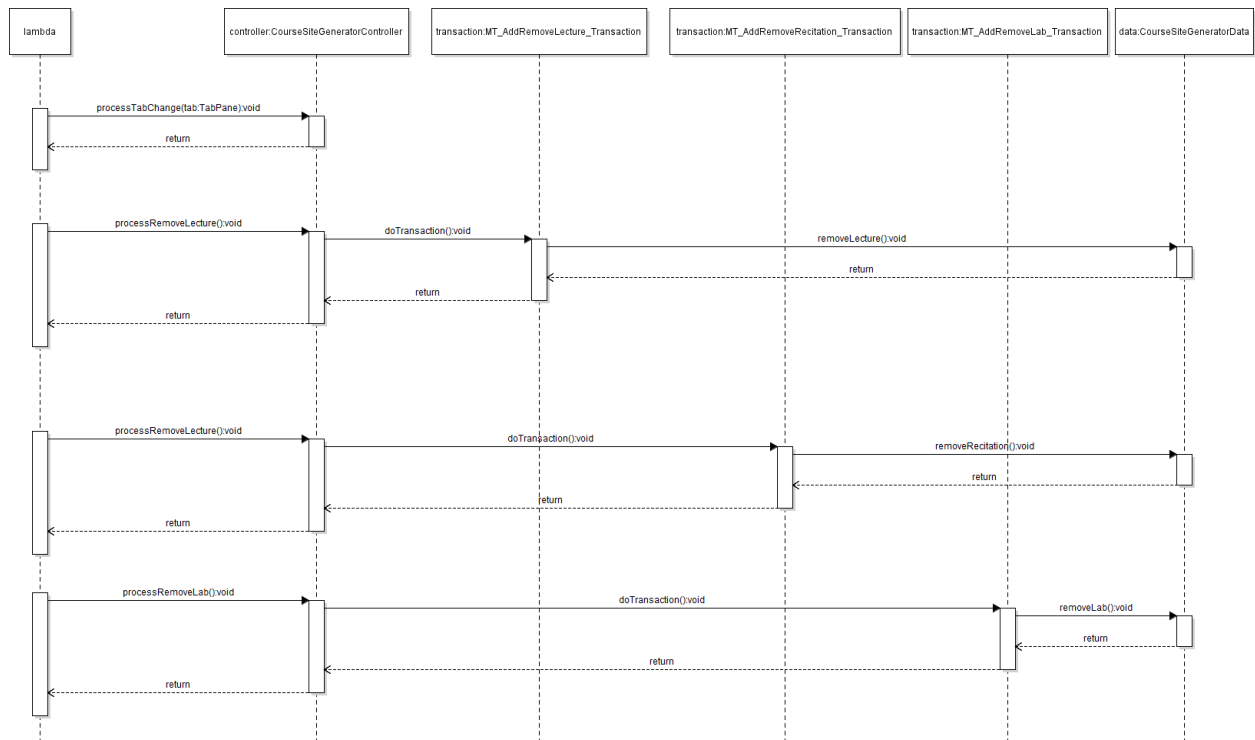 lambda
controller:CourseSiteGeneratorController
transaction:MT_AddRemoveLecture_Transaction
transaction:MT_AddRemoveRecitation_Transaction
transaction:MT_AddRemoveLab_Transaction
data:CourseSiteGeneratorData
processTabChange(tab:TabPane):void
return
processRemoveLecture():void
doTransaction():void
removeLecture():void
return
return
return
processRemoveLecture():void
doTransaction():void
removeRecitation():void
return
return
return
processRemoveLab():void
doTransaction():void
removeLab():void
return
return
return